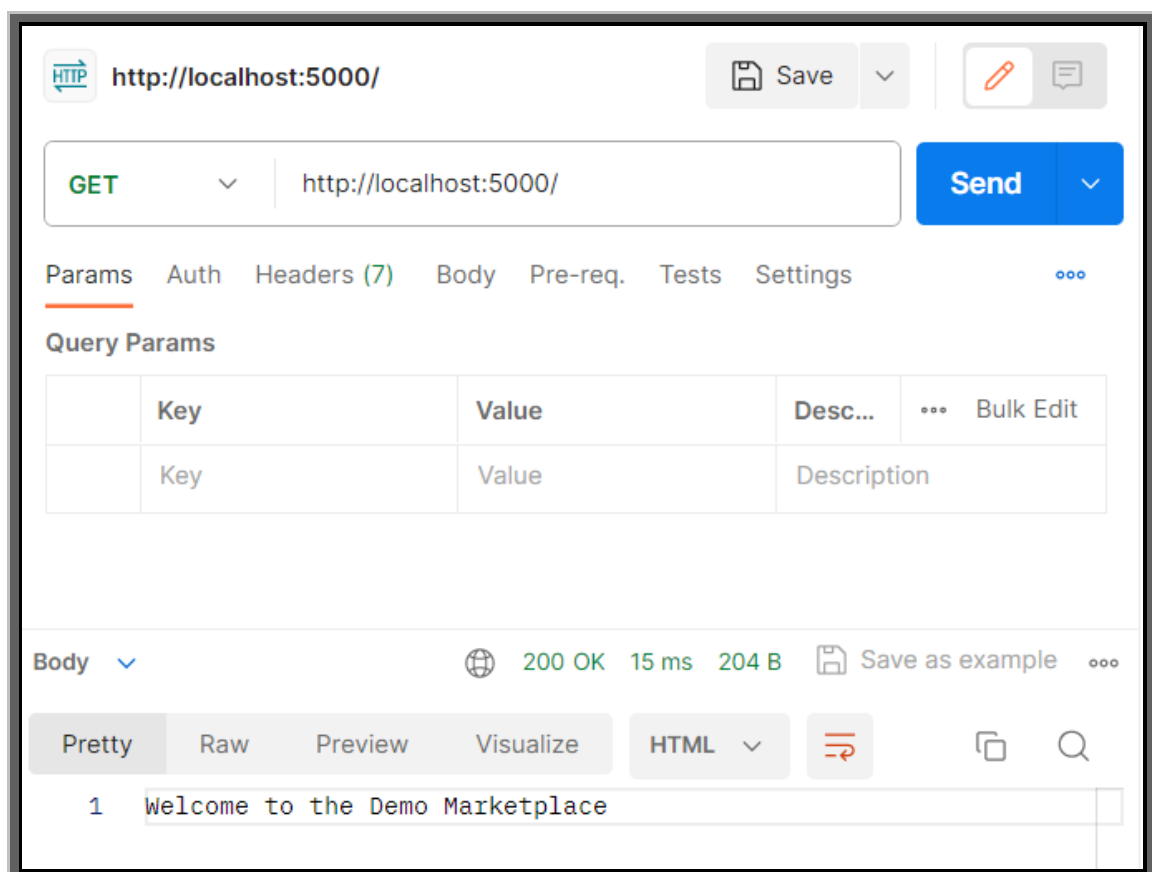 HTTP http://localhost:5000/ Save
GET http://localhost:5000/ Send
Params Auth Headers (7) Body Pre-req. Tests Settings
Query Params
Key Value Desc... Bulk Edit
Key Value Description
Body 200 OK 15 ms 204 B Save as example
Pretty Raw Preview Visualize HTML
1 Welcome to the Demo Marketplace